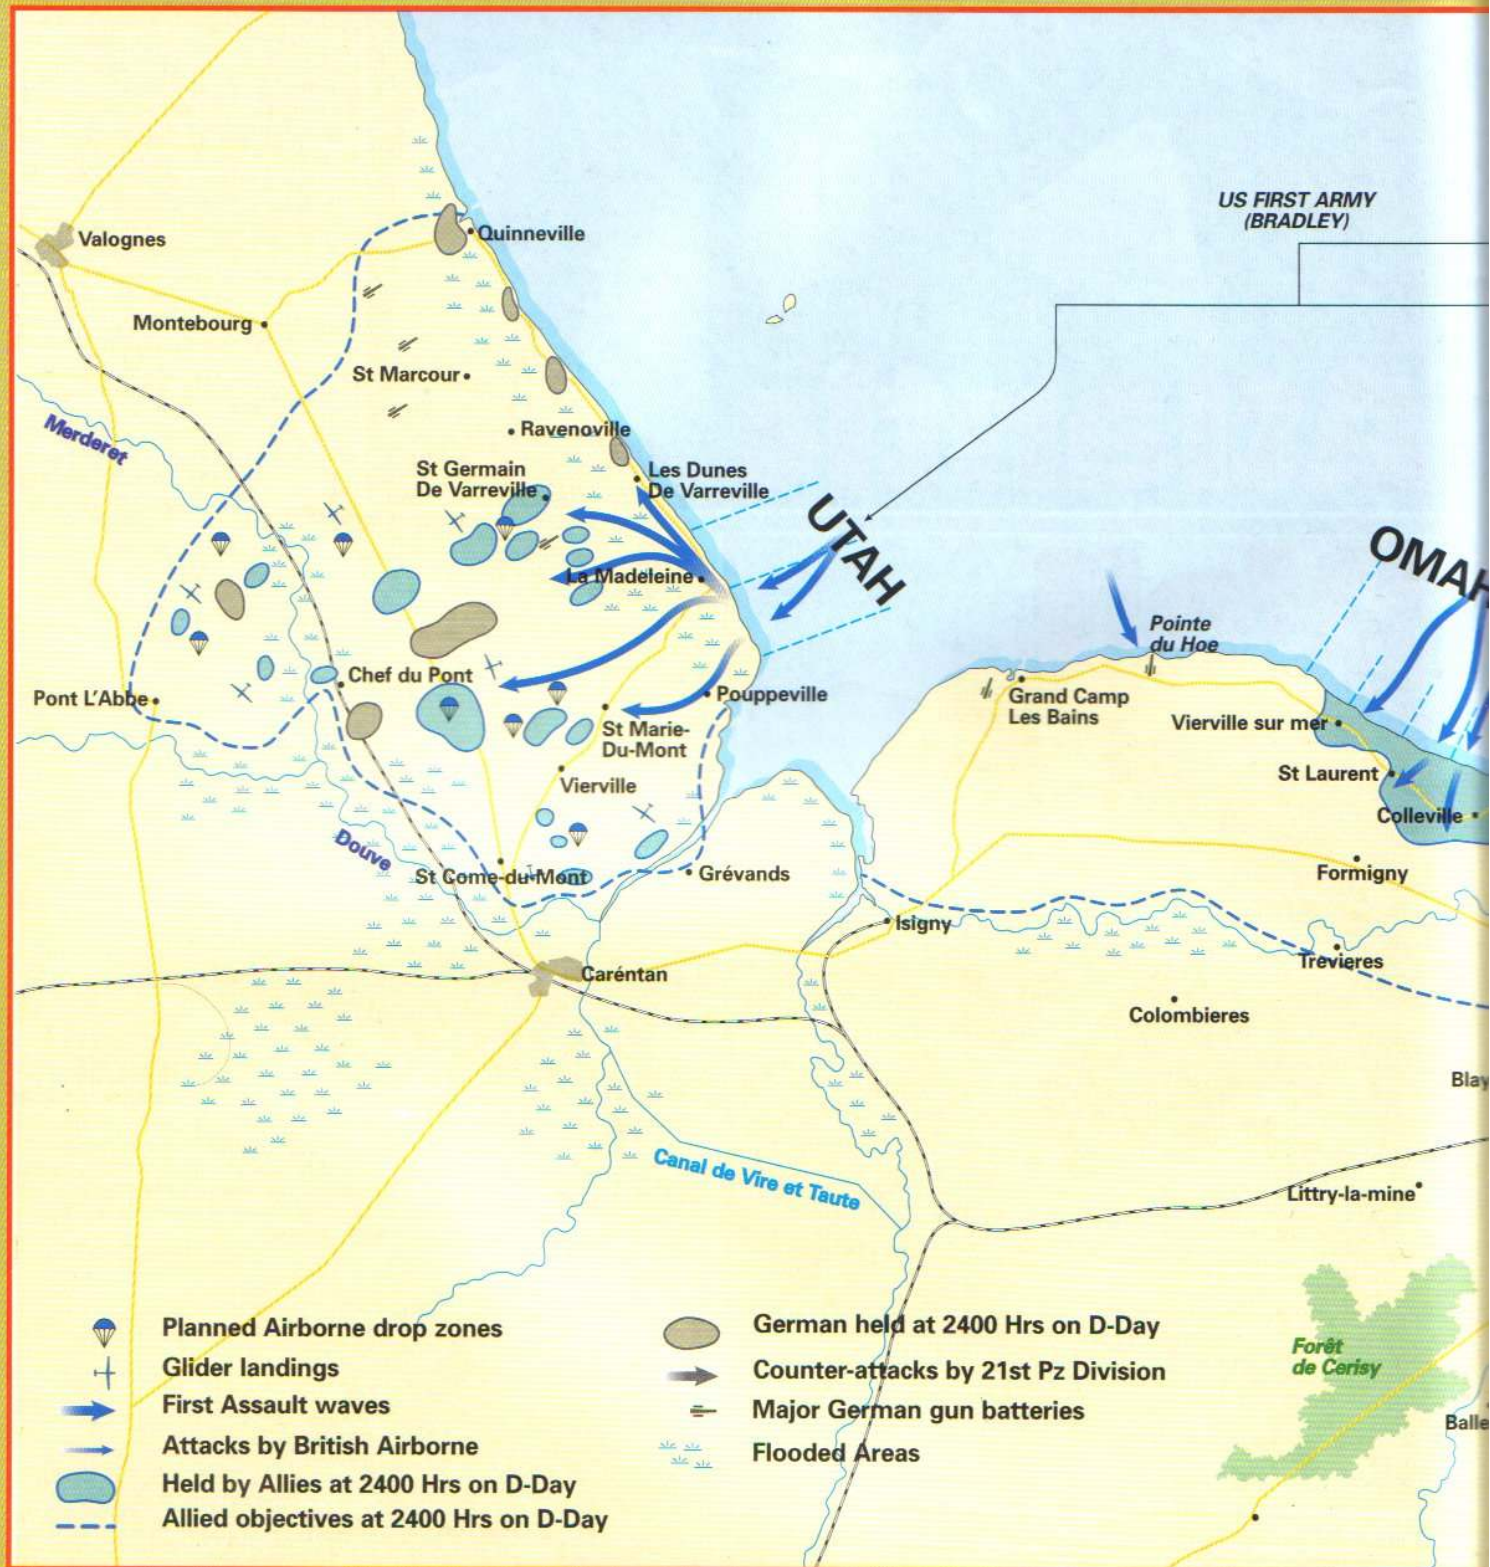 US FIRST ARMY
(BRADLEY)
Valognes
Quinneville
Montebourg
St Marcour
Merderet
Ravenoville
St Germain
De Varreville
Les Dunes
De Varreville
UTAH
OMAH
La Madeleine
Pointe
du Hoe
Chef du Pont
Pont L'Abbe
Pouppeville
Grand Camp
Les Bains
Vierville sur mer
St Marie-
Du-Mont
St Laurent
Vierville
Colleville
Douve
St Come-du-Mont
Grévands
Formigny
Isigny
Trevieres
Caréntan
Colombieres
Blay
Canal de Vire et Taute
Littry-la-mine
Forêt
de Cerisy
Balle
Planned Airborne drop zones
Glider landings
First Assault waves
Attacks by British Airborne
Held by Allies at 2400 Hrs on D-Day
Allied objectives at 2400 Hrs on D-Day
German held at 2400 Hrs on D-Day
Counter-attacks by 21st Pz Division
Major German gun batteries
Flooded Areas